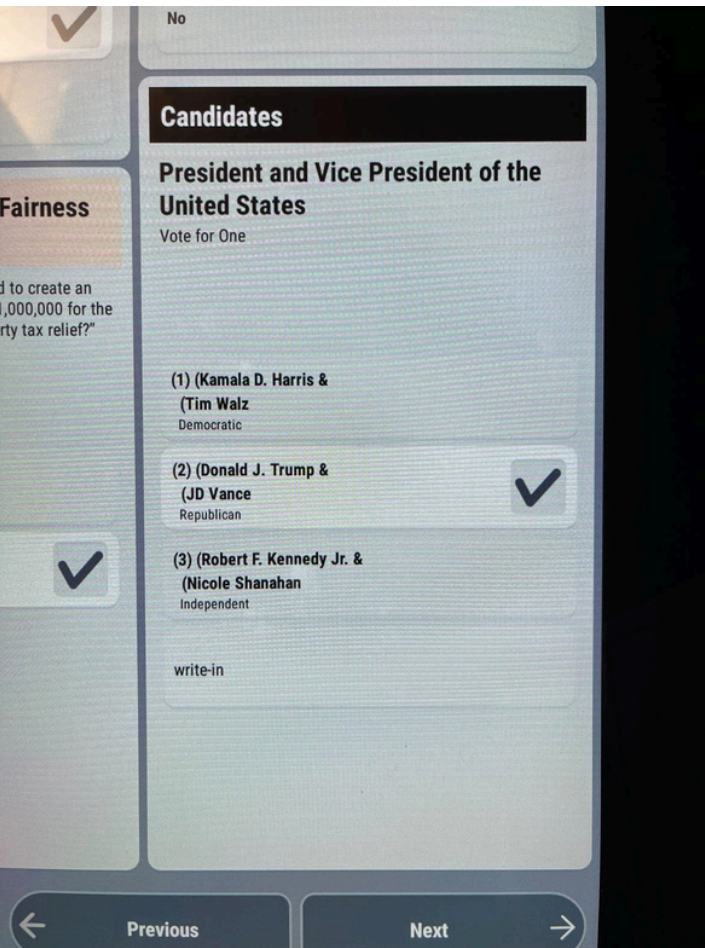 No
Candidates
President and Vice President of the
United States
Vote for One
Fairness
d to create an
1,000,000 for the
rty tax relief?"
(1) (Kamala D. Harris &
(Tim Walz
Democratic
(2) (Donald J. Trump &
(JD Vance
Republican
(3) (Robert F. Kennedy Jr. &
(Nicole Shanahan
Independent
write-in
Previous
Next